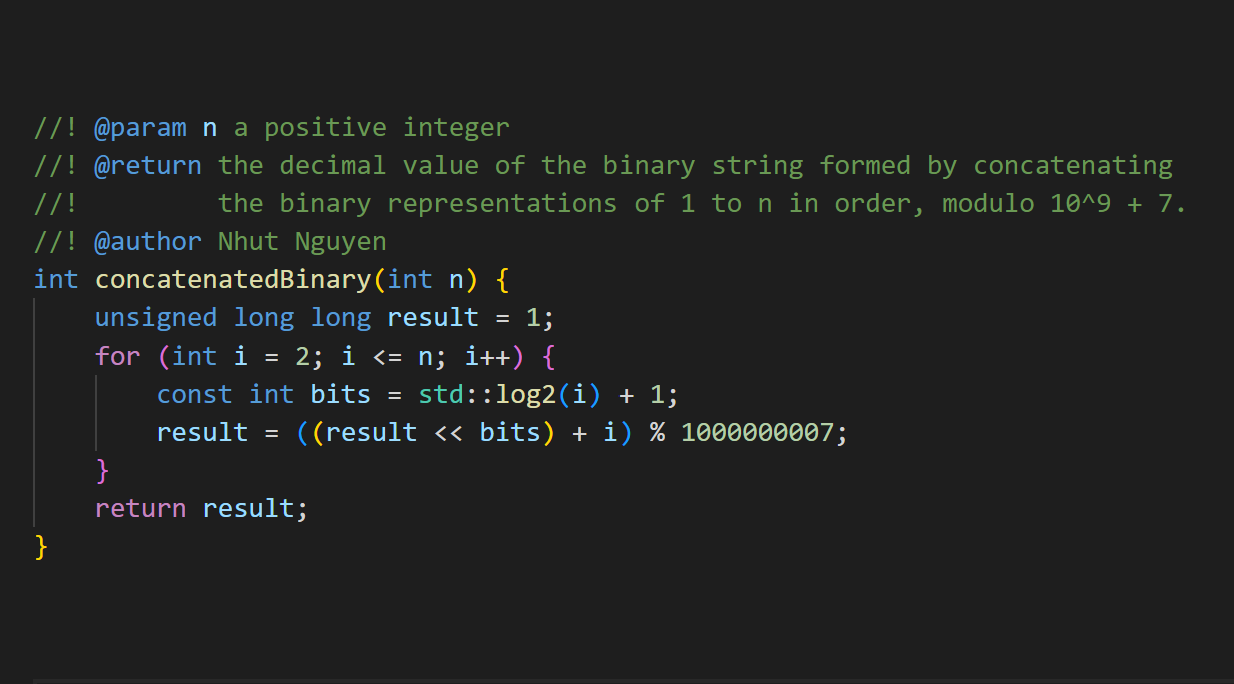 //! @param n a positive integer
//! @return the decimal value of the binary string formed by concatenating
//!         the binary representations of 1 to n in order, modulo 10^9 + 7.
//! @author Nhut Nguyen
int concatenatedBinary(int n) {
    unsigned long long result = 1;
    for (int i = 2; i <= n; i++) {
        const int bits = std::log2(i) + 1;
        result = ((result << bits) + i) % 1000000007;
    }
    return result;
}